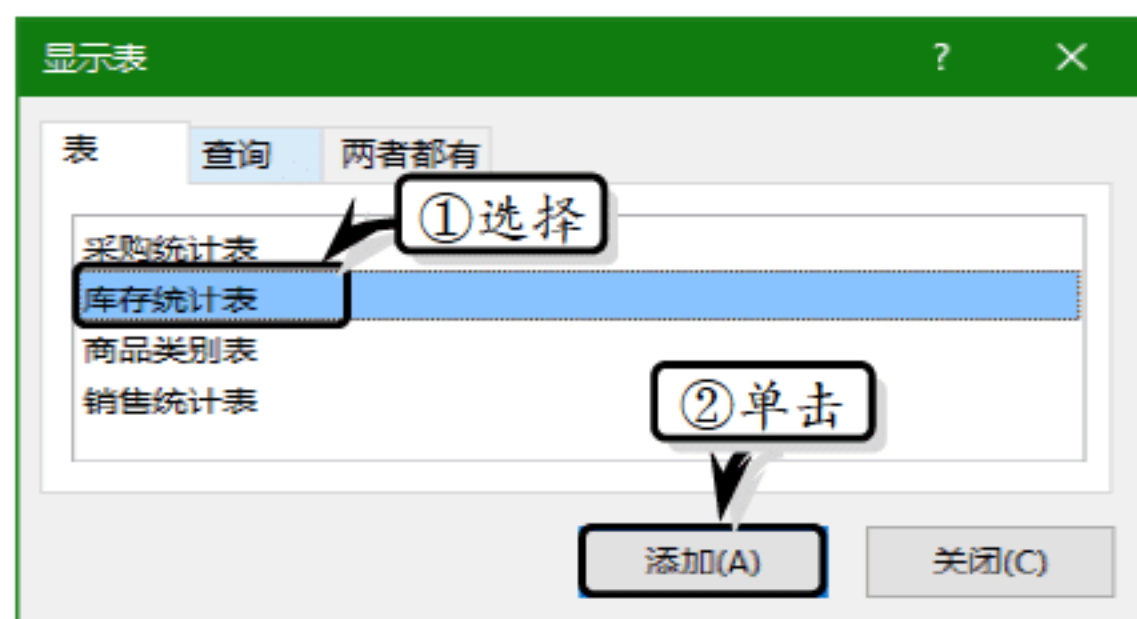 显示表 ? ×
表 查询 两者都有
①选择
采购统计表
库存统计表
商品类别表
销售统计表
②单击
添加(A) 关闭(C)